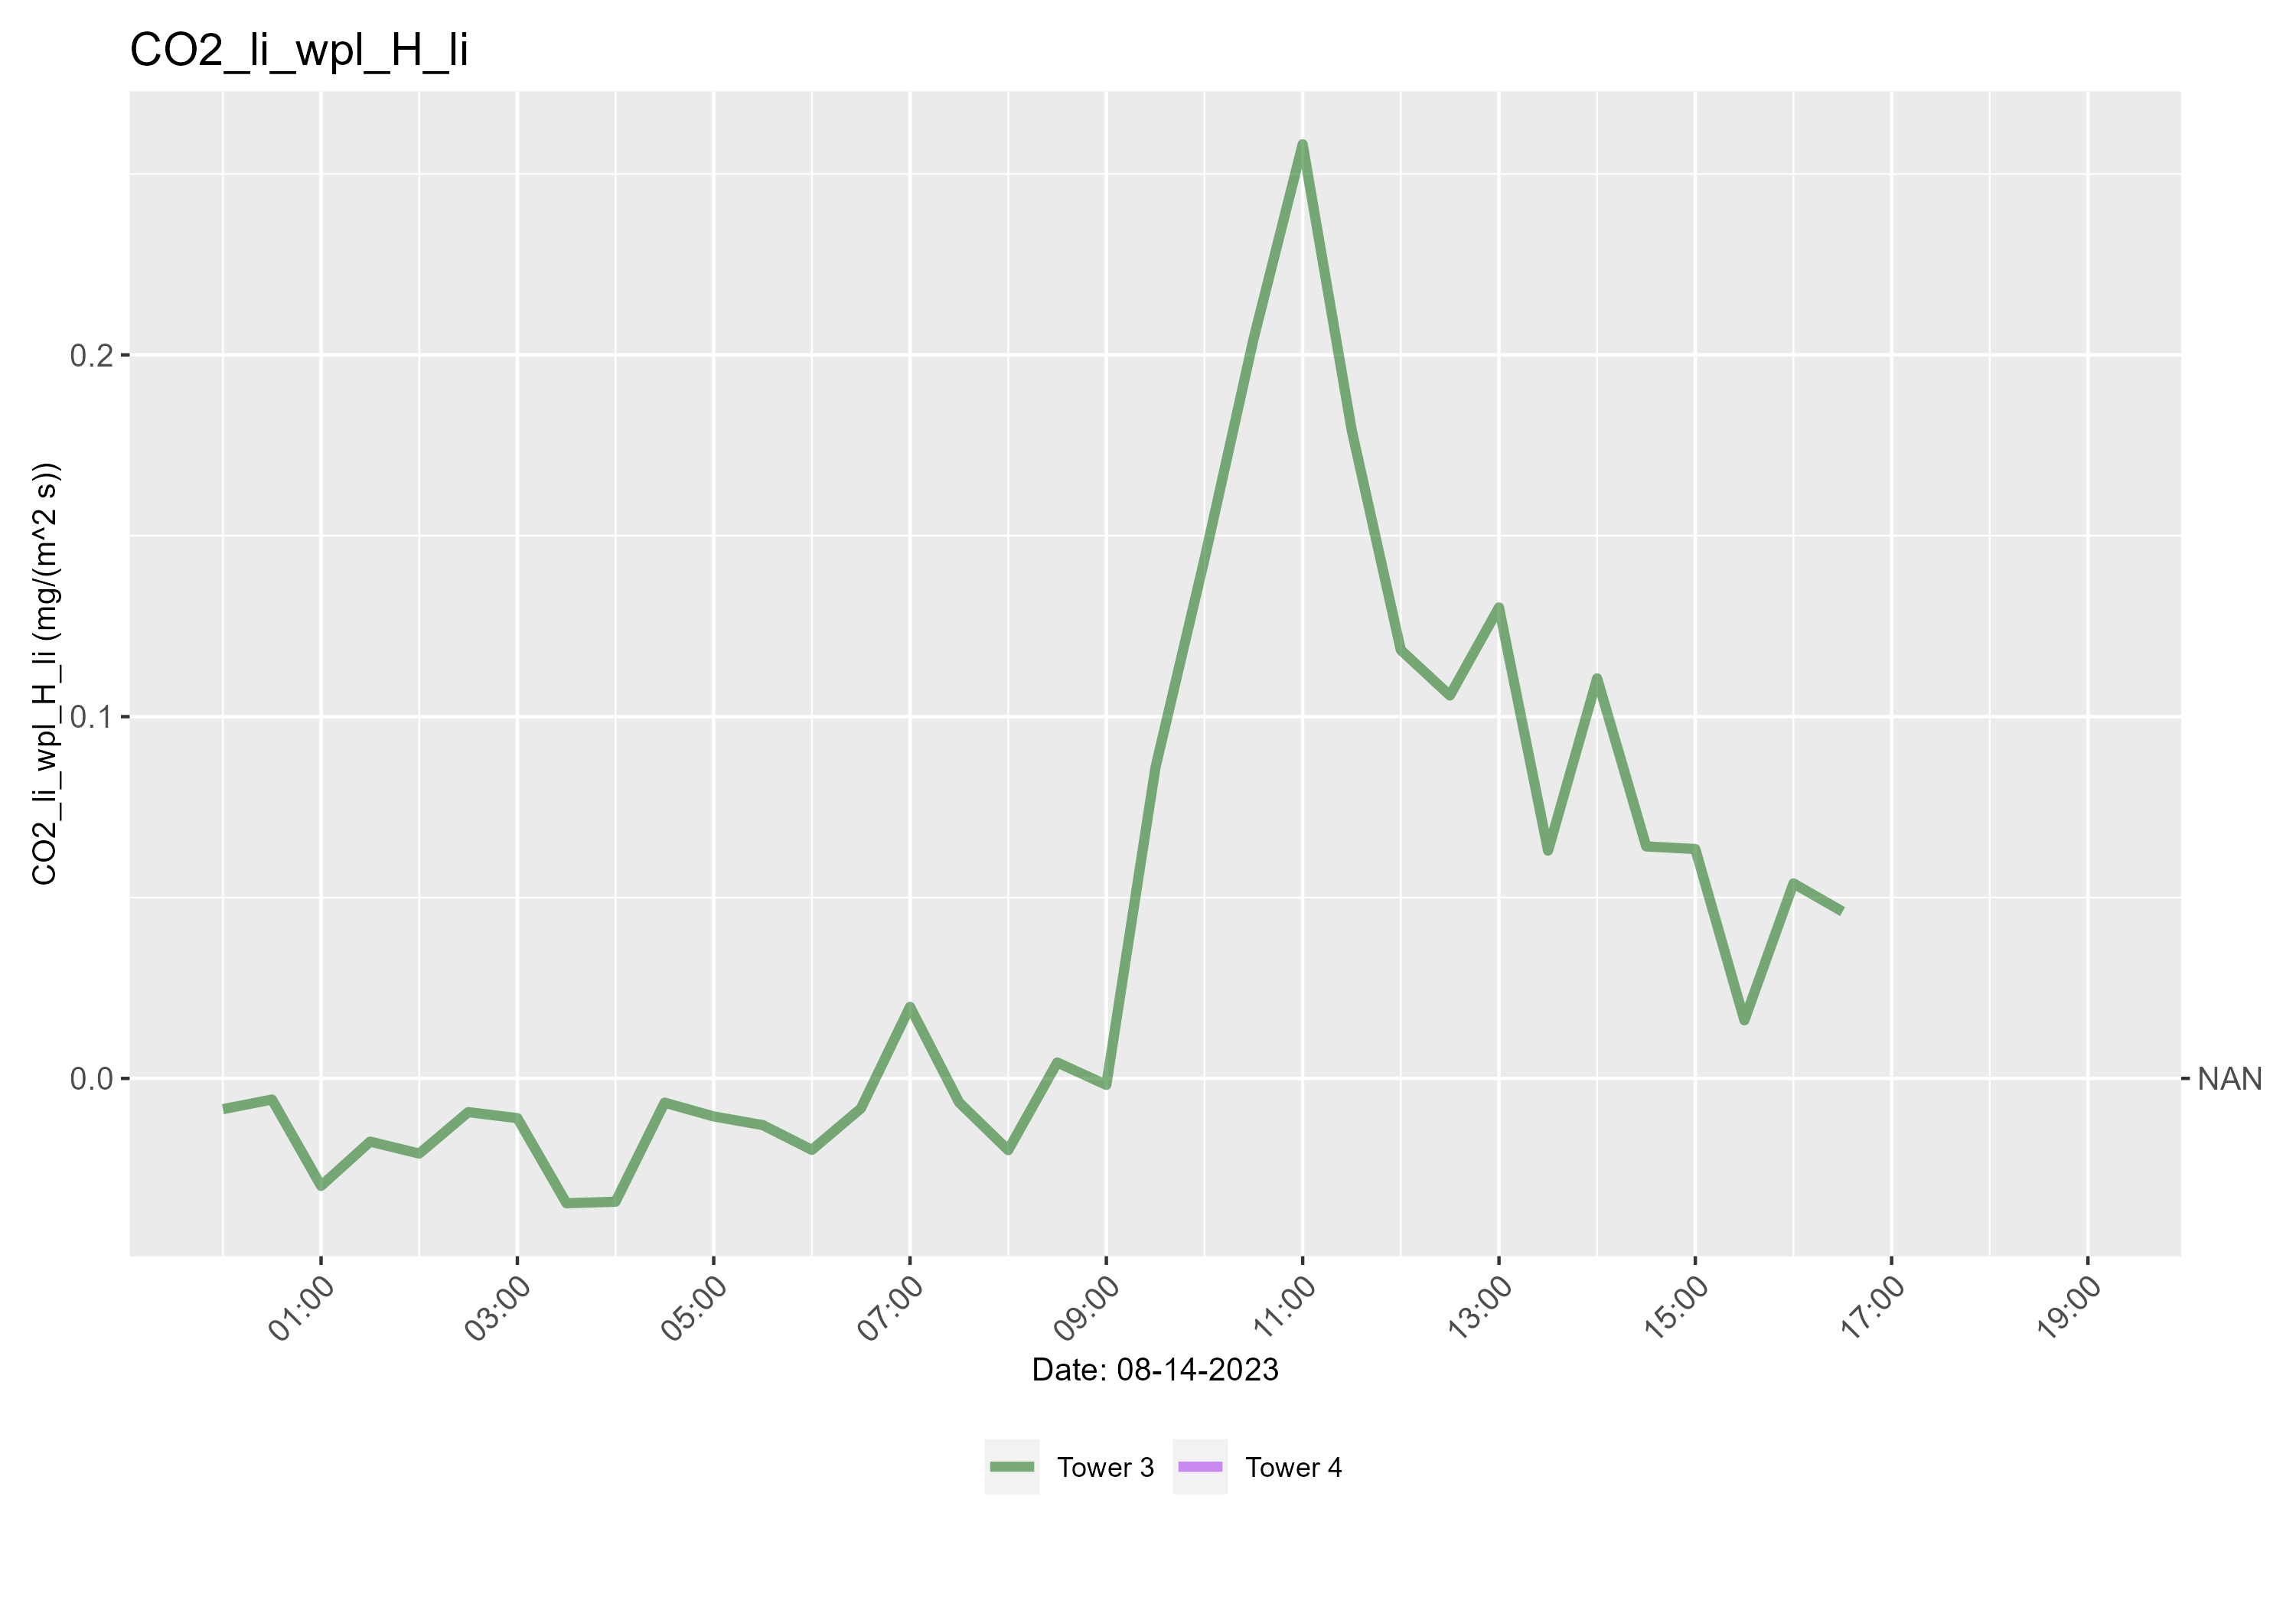 CO2_li_wpl_H_li
CO2_li_wpl_H_li (mg/(m^2 s))
0.2
0.1
0.0
NAN
01:00
03:00
05:00
07:00
09:00
11:00
13:00
15:00
17:00
19:00
Date: 08-14-2023
Tower 3
Tower 4